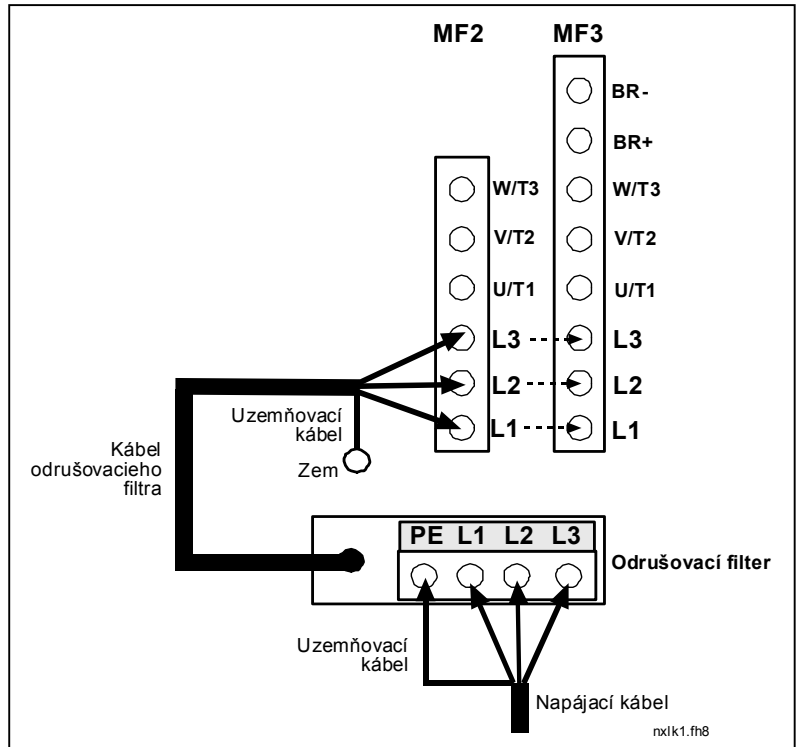 MF2 MF3
BR-
BR+
W/T3 W/T3
V/T2 V/T2
U/T1 U/T1
L3 L3
L2 L2
L1 L1
Uzemňovací
kábel
Zem
Kábel
odrušovacieho
filtra
PE L1 L2 L3
Odrušovací filter
Uzemňovací
kábel
Napájací kábel
nxlk1.fh8